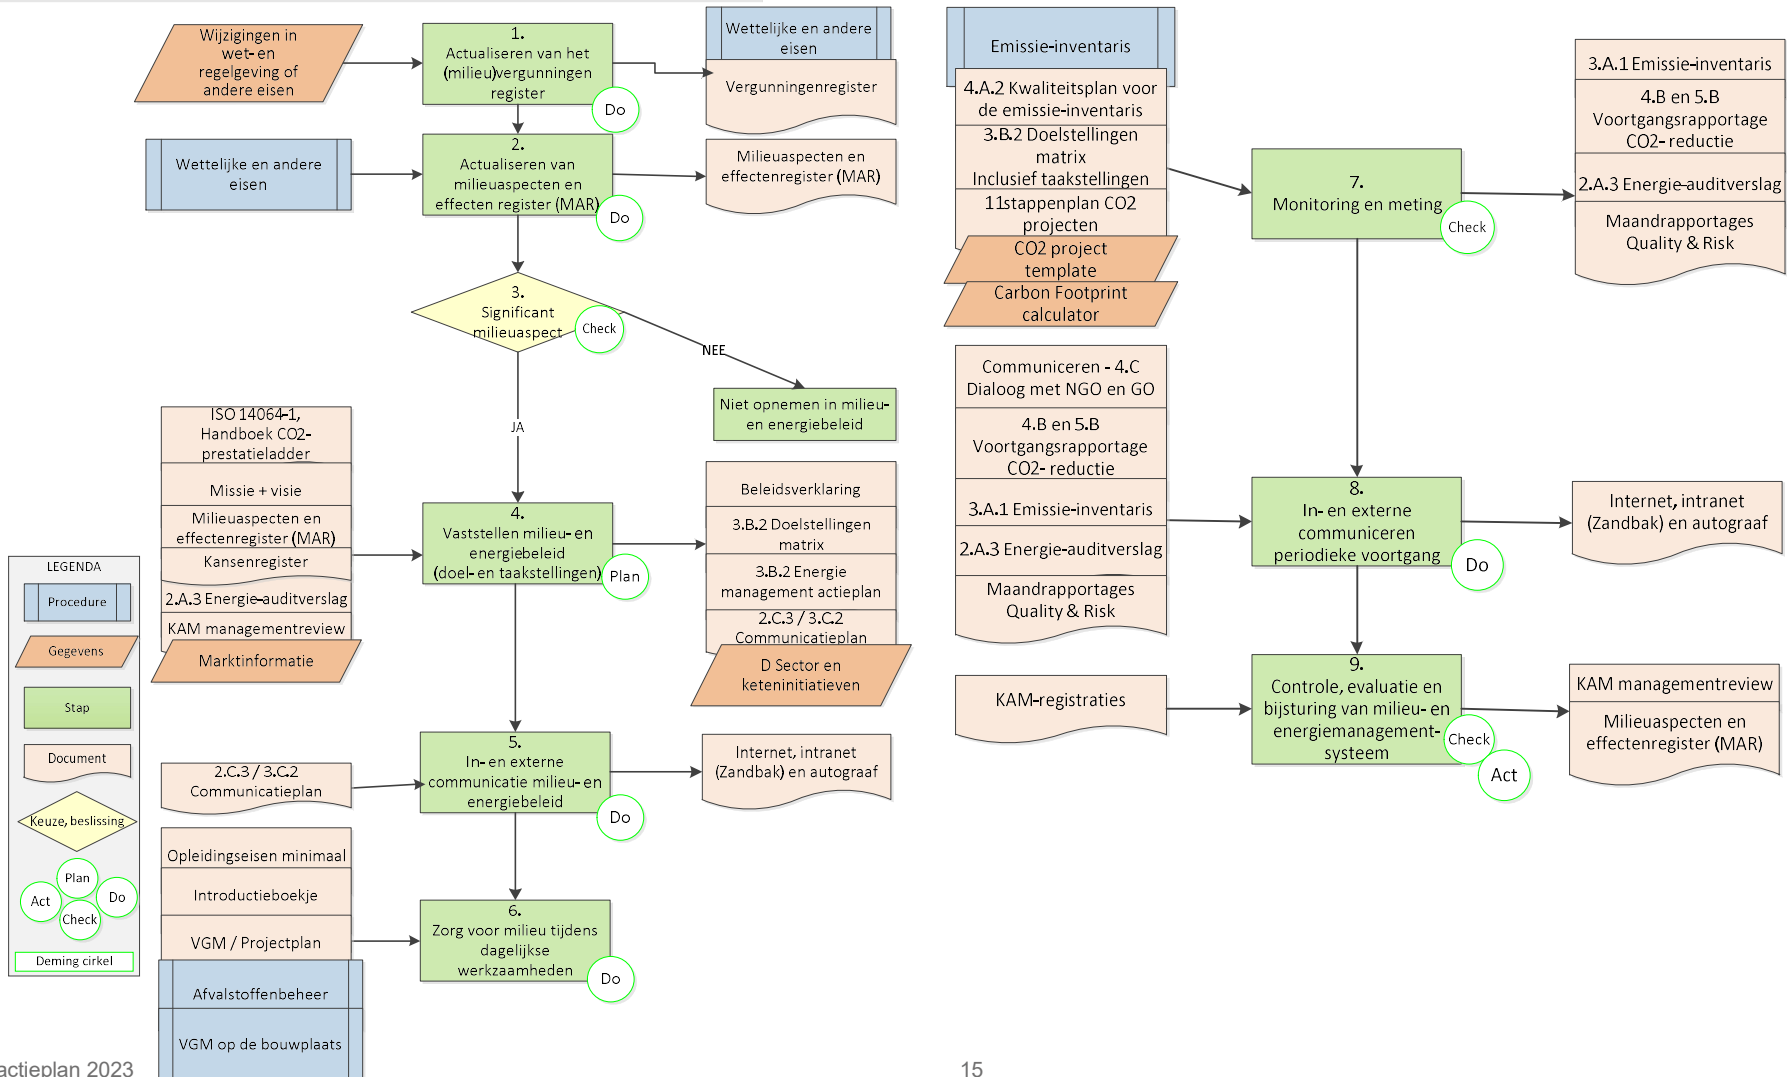 Wijzigingen in
wet- en
regelgeving of
andere eisen
1.
Actualiseren van het
(milieu)vergunningen
register
Do
Wettelijke en andere
eisen
Vergunningenregister
Wettelijke en andere
eisen
2.
Actualiseren van
milieuaspecten en
effecten register (MAR)
Do
Milieuaspecten en
effectenregister (MAR)
3.
Significant
milieuaspect
Check
NEE
Niet opnemen in milieu-
en energiebeleid
JA
ISO 14064-1,
Handboek CO2-
prestatieladder
Missie + visie
Milieuaspecten en
effectenregister (MAR)
Kansenregister
2.A.3 Energie-auditverslag
KAM managementreview
Marktinformatie
4.
Vaststellen milieu- en
energiebeleid
(doel- en taakstellingen)
Plan
Beleidsverklaring
3.B.2 Doelstellingen
matrix
3.B.2 Energie
management actieplan
2.C.3 / 3.C.2
Communicatieplan
D Sector en
keteninitiatieven
2.C.3 / 3.C.2
Communicatieplan
5.
In- en externe
communicatie milieu- en
energiebeleid
Do
Internet, intranet
(Zandbak) en autograaf
Opleidingseisen minimaal
Introductieboekje
VGM / Projectplan
Afvalstoffenbeheer
VGM op de bouwplaats
6.
Zorg voor milieu tijdens
dagelijkse
werkzaamheden
Do
LEGENDA
Procedure
Gegevens
Stap
Document
Keuze, beslissing
Plan
Act
Do
Check
Deming cirkel
Emissie-inventaris
4.A.2 Kwaliteitsplan voor
de emissie-inventaris
3.B.2 Doelstellingen
matrix
Inclusief taakstellingen
11stappenplan CO2
projecten
CO2 project
template
Carbon Footprint
calculator
7.
Monitoring en meting
Check
3.A.1 Emissie-inventaris
4.B en 5.B
Voortgangsrapportage
CO2- reductie
2.A.3 Energie-auditverslag
Maandrapportages
Quality & Risk
Communiceren - 4.C
Dialoog met NGO en GO
4.B en 5.B
Voortgangsrapportage
CO2- reductie
3.A.1 Emissie-inventaris
2.A.3 Energie-auditverslag
Maandrapportages
Quality & Risk
8.
In- en externe
communiceren
periodieke voortgang
Do
Internet, intranet
(Zandbak) en autograaf
KAM-registraties
9.
Controle, evaluatie en
bijsturing van milieu- en
energiemanagement-
systeem
Check
Act
KAM managementreview
Milieuaspecten en
effectenregister (MAR)
actieplan 2023
15